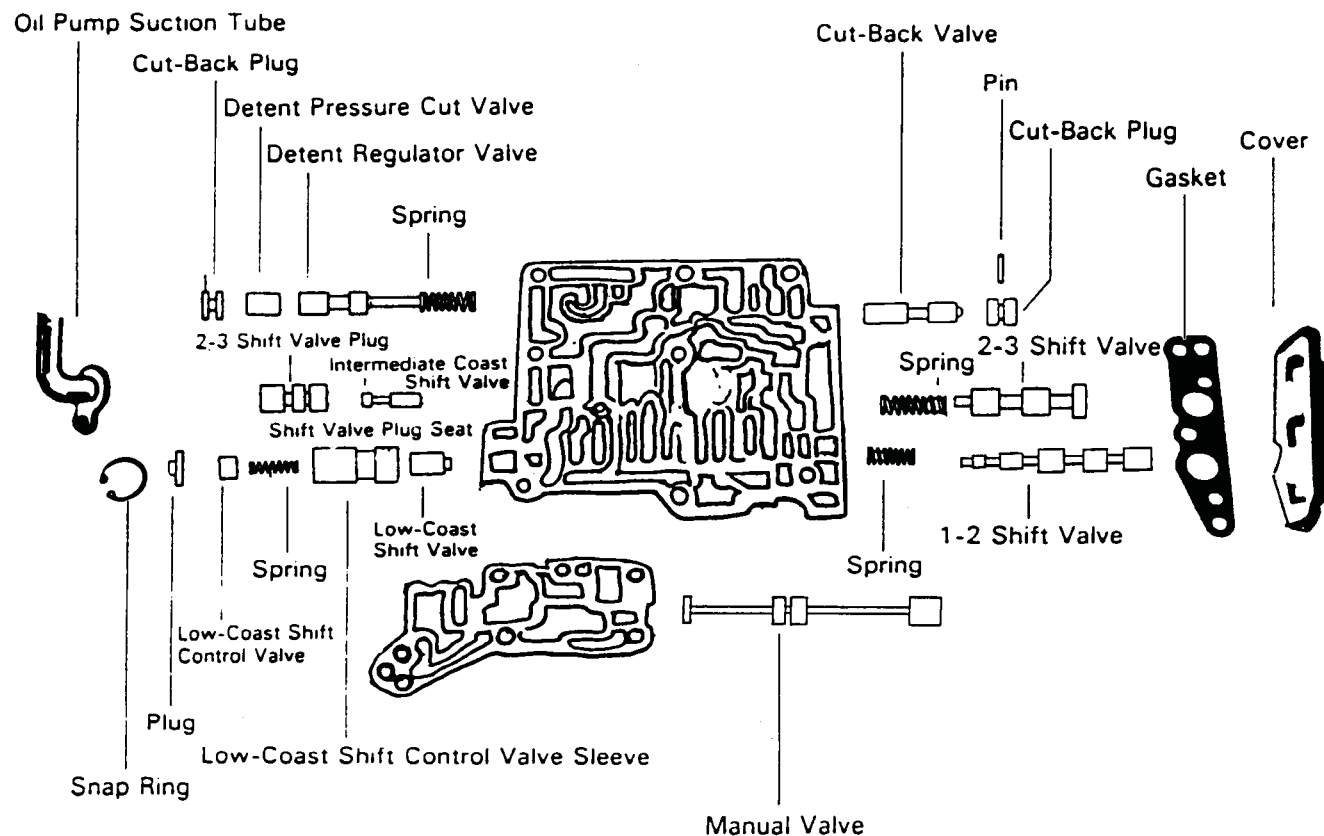 Oil Pump Suction Tube
Cut-Back Plug
Detent Pressure Cut Valve
Detent Regulator Valve
Spring
Cut-Back Valve
Pin
Cut-Back Plug
Cover
Gasket
2-3 Shift Valve Plug
Intermediate Coast
Shift Valve
2-3 Shift Valve
Spring
Shift Valve Plug Seat
Low-Coast
Shift Valve
1-2 Shift Valve
Spring
Spring
Low-Coast Shift
Control Valve
Plug
Low-Coast Shift Control Valve Sleeve
Snap Ring
Manual Valve